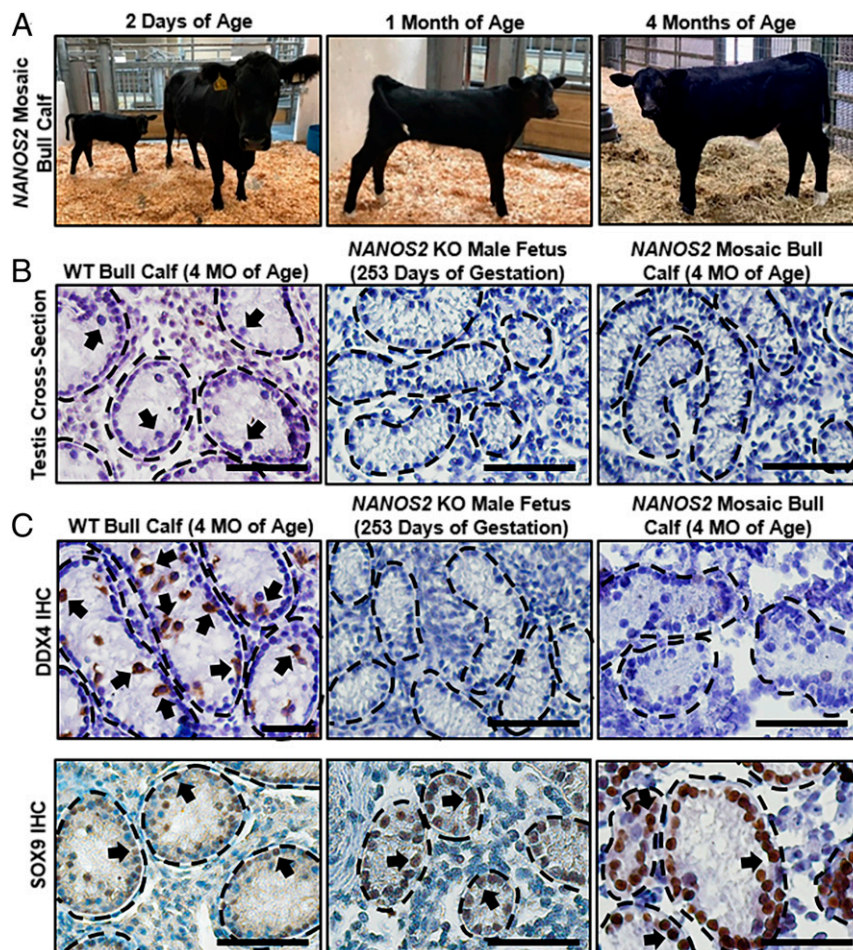 A
2 Days of Age
1 Month of Age
4 Months of Age
NANOS2 Mosaic
Bull Calf
B
WT Bull Calf (4 MO of Age)
NANOS2 KO Male Fetus
(253 Days of Gestation)
NANOS2 Mosaic Bull
Calf (4 MO of Age)
Testis Cross-Section
C
WT Bull Calf (4 MO of Age)
NANOS2 KO Male Fetus
(253 Days of Gestation)
NANOS2 Mosaic Bull
Calf (4 MO of Age)
DDX4 IHC
SOX9 IHC